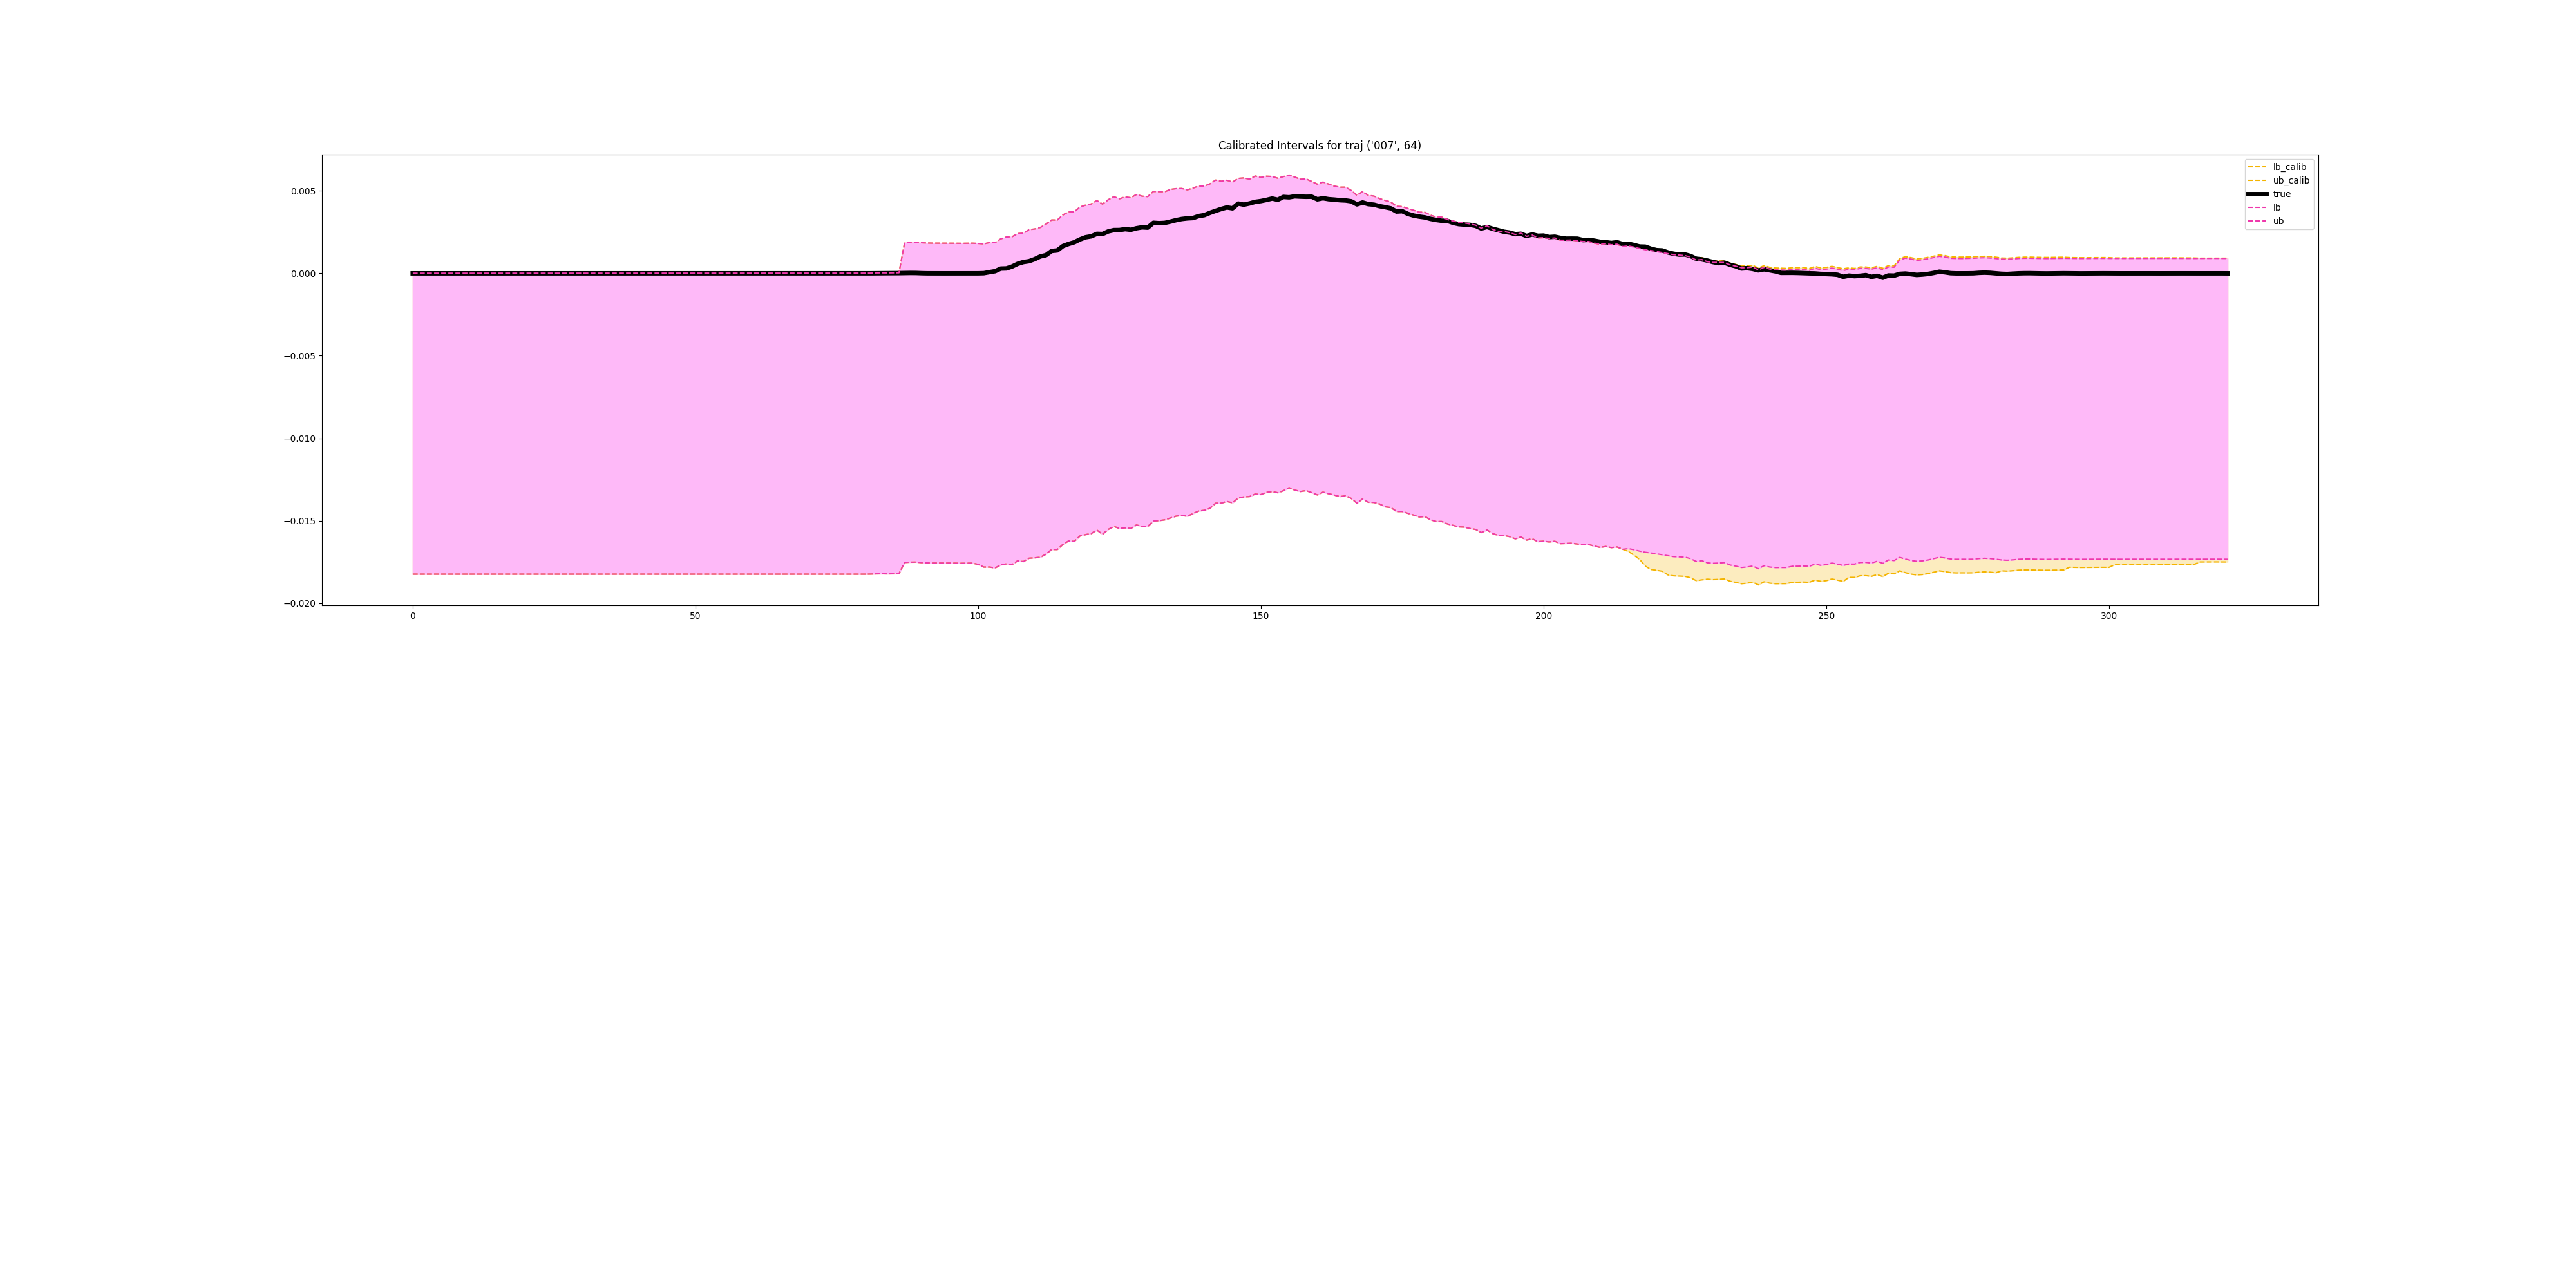 Calibrated Intervals for traj ('007', 64)
lb_calib
ub_calib
true
lb
ub
0.005
0.000
−0.005
−0.010
−0.015
−0.020
0 50 100 150 200 250 300